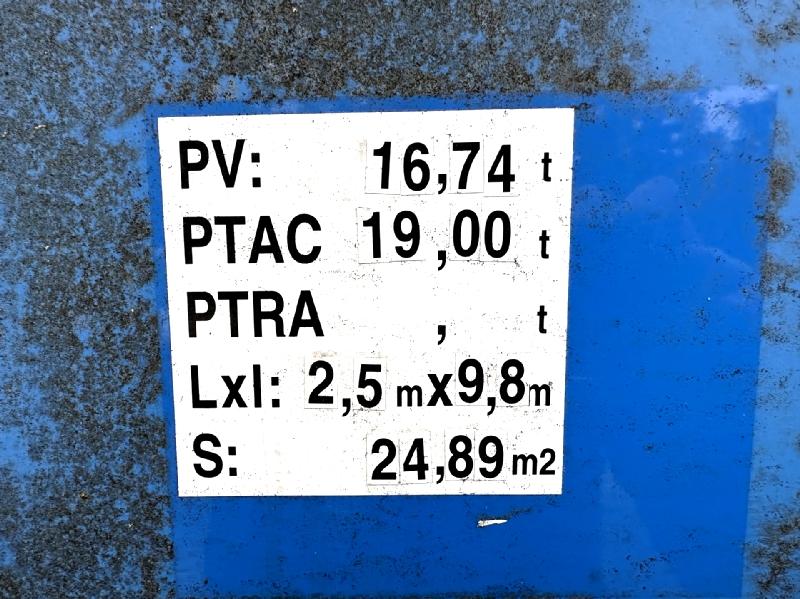 PV: 16,74 t
PTAC 19,00 t
PTRA , t
Lxl: 2,5 mx9,8m
S: 24,89 m2